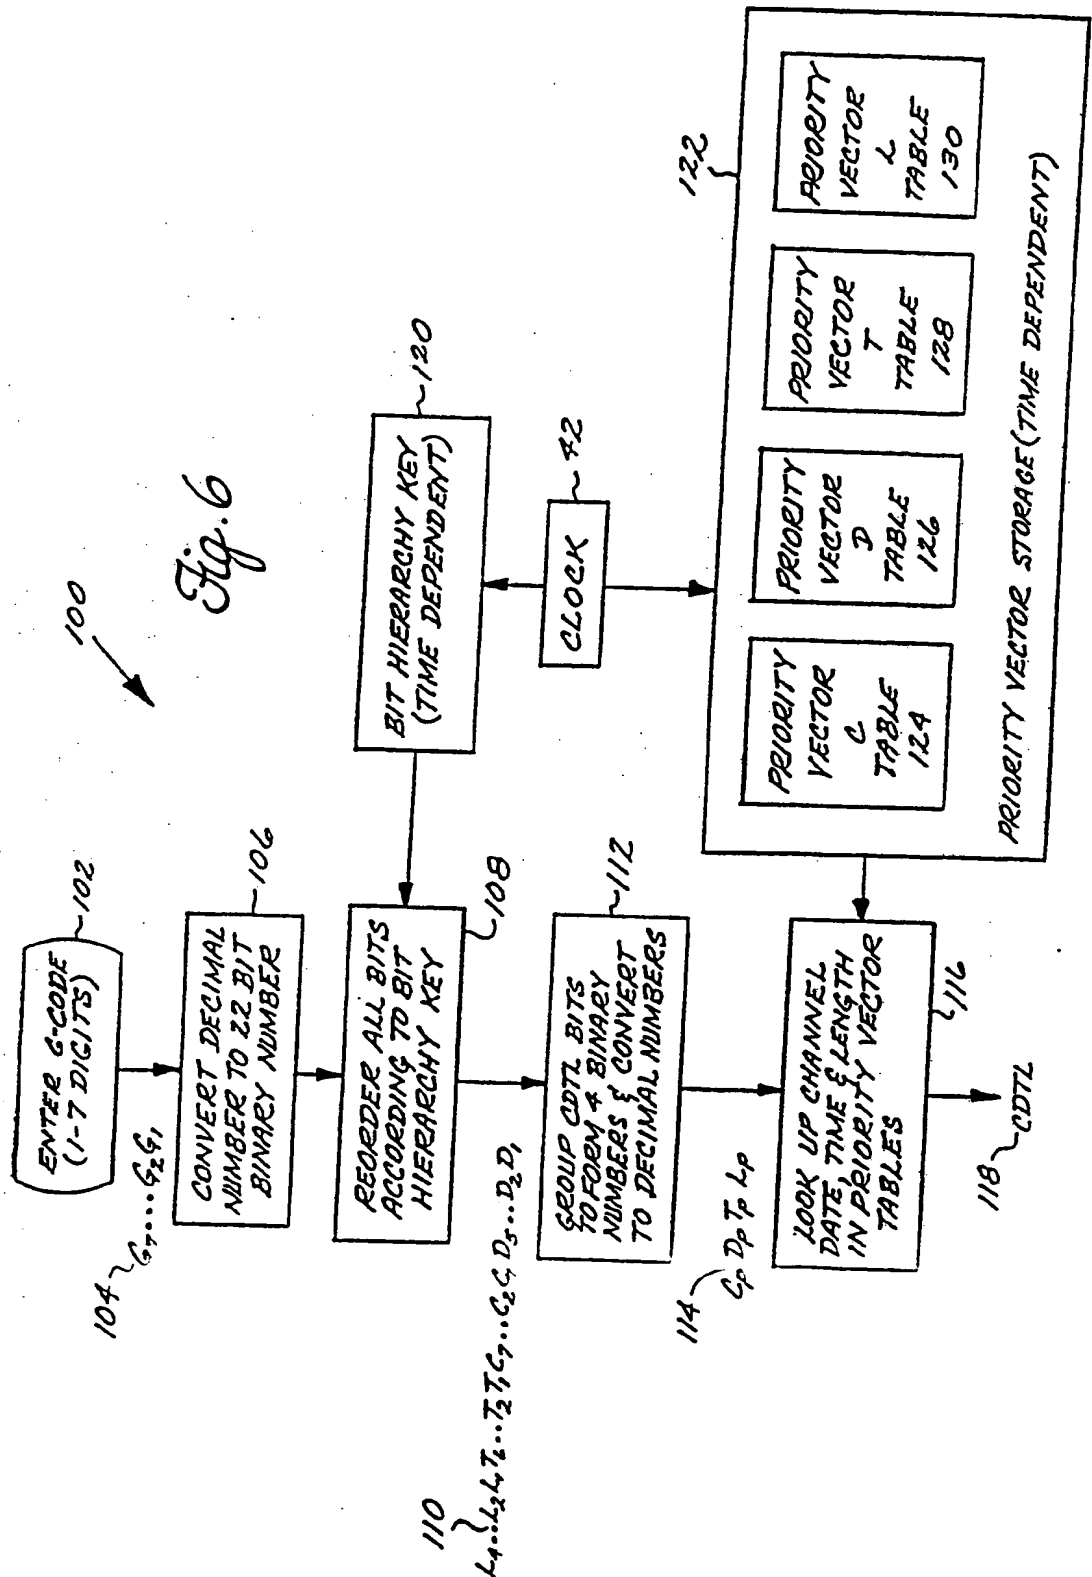 100
Fig. 6
ENTER G-CODE
(1-7 DIGITS)
102
104
G7....G2G1
CONVERT DECIMAL
NUMBER TO 22 BIT
BINARY NUMBER
106
REORDER ALL BITS
ACCORDING TO BIT
HIERARCHY KEY
108
BIT HIERARCHY KEY
(TIME DEPENDENT)
120
CLOCK
42
110
L4..L2L1T6..T2T1C7..C2C1D5..D2D1
GROUP CDTL BITS
TO FORM 4 BINARY
NUMBERS & CONVERT
TO DECIMAL NUMBERS
112
114
Cp Dp Tp Lp
LOOK UP CHANNEL
DATE, TIME & LENGTH
IN PRIORITY VECTOR
TABLES
116
118
CDTL
122
PRIORITY
VECTOR
C
TABLE
124
PRIORITY
VECTOR
D
TABLE
126
PRIORITY
VECTOR
T
TABLE
128
PRIORITY
VECTOR
L
TABLE
130
PRIORITY VECTOR STORAGE (TIME DEPENDENT)